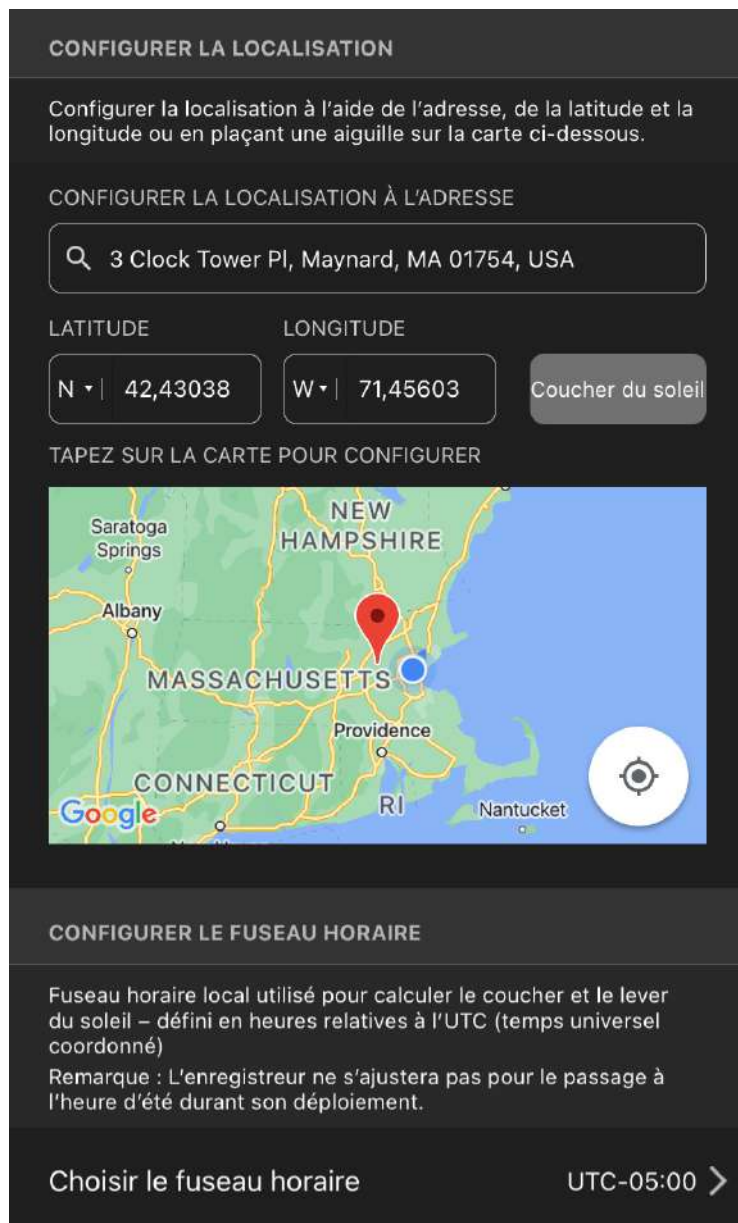 CONFIGURER LA LOCALISATION
Configurer la localisation à l'aide de l'adresse, de la latitude et la
longitude ou en plaçant une aiguille sur la carte ci-dessous.
CONFIGURER LA LOCALISATION À L'ADRESSE
3 Clock Tower Pl, Maynard, MA 01754, USA
LATITUDE LONGITUDE
N 42,43038 W 71,45603 Coucher du soleil
TAPEZ SUR LA CARTE POUR CONFIGURER
NEW
HAMPSHIRE
Saratoga
Springs
Albany
MASSACHUSETTS
Providence
CONNECTICUT
RI
Nantucket
Google
CONFIGURER LE FUSEAU HORAIRE
Fuseau horaire local utilisé pour calculer le coucher et le lever
du soleil – défini en heures relatives à l'UTC (temps universel
coordonné)
Remarque : L'enregistreur ne s'ajustera pas pour le passage à
l'heure d'été durant son déploiement.
Choisir le fuseau horaire UTC-05:00